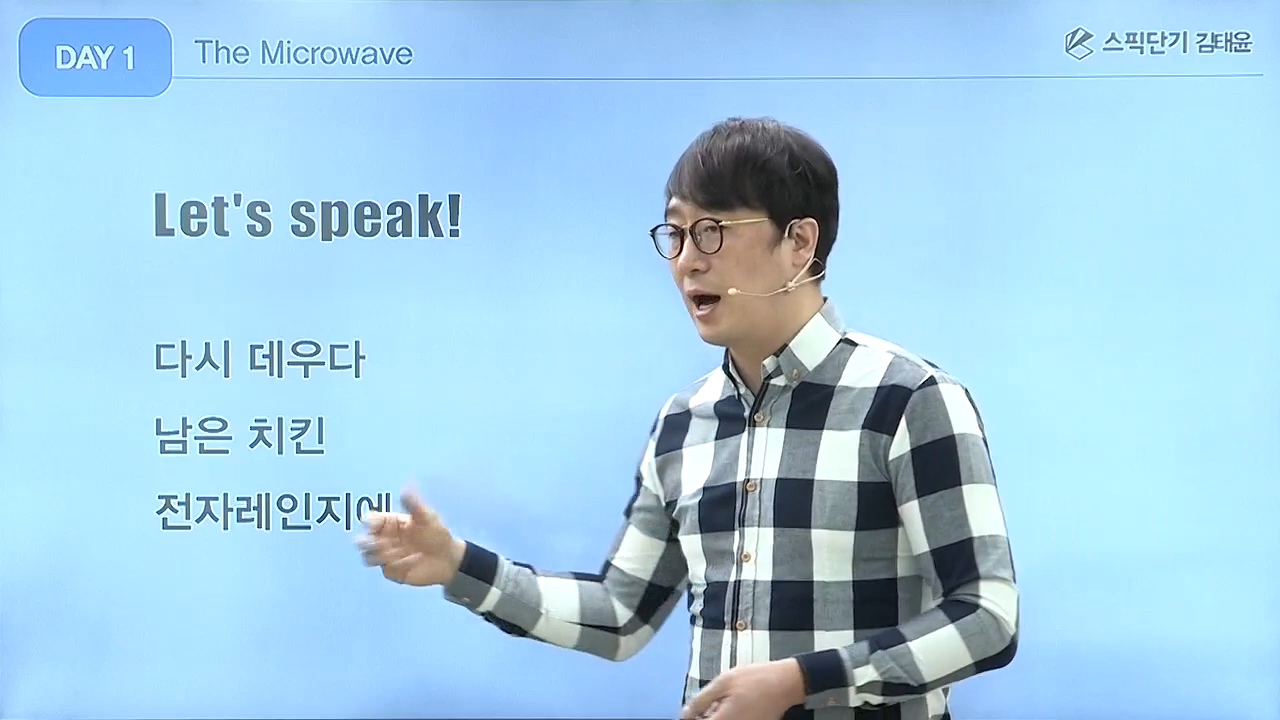 DAY 1
The Microwave
스픽단기 김태윤
Let's speak!
다시 데우다
남은 치킨
전자레인지에